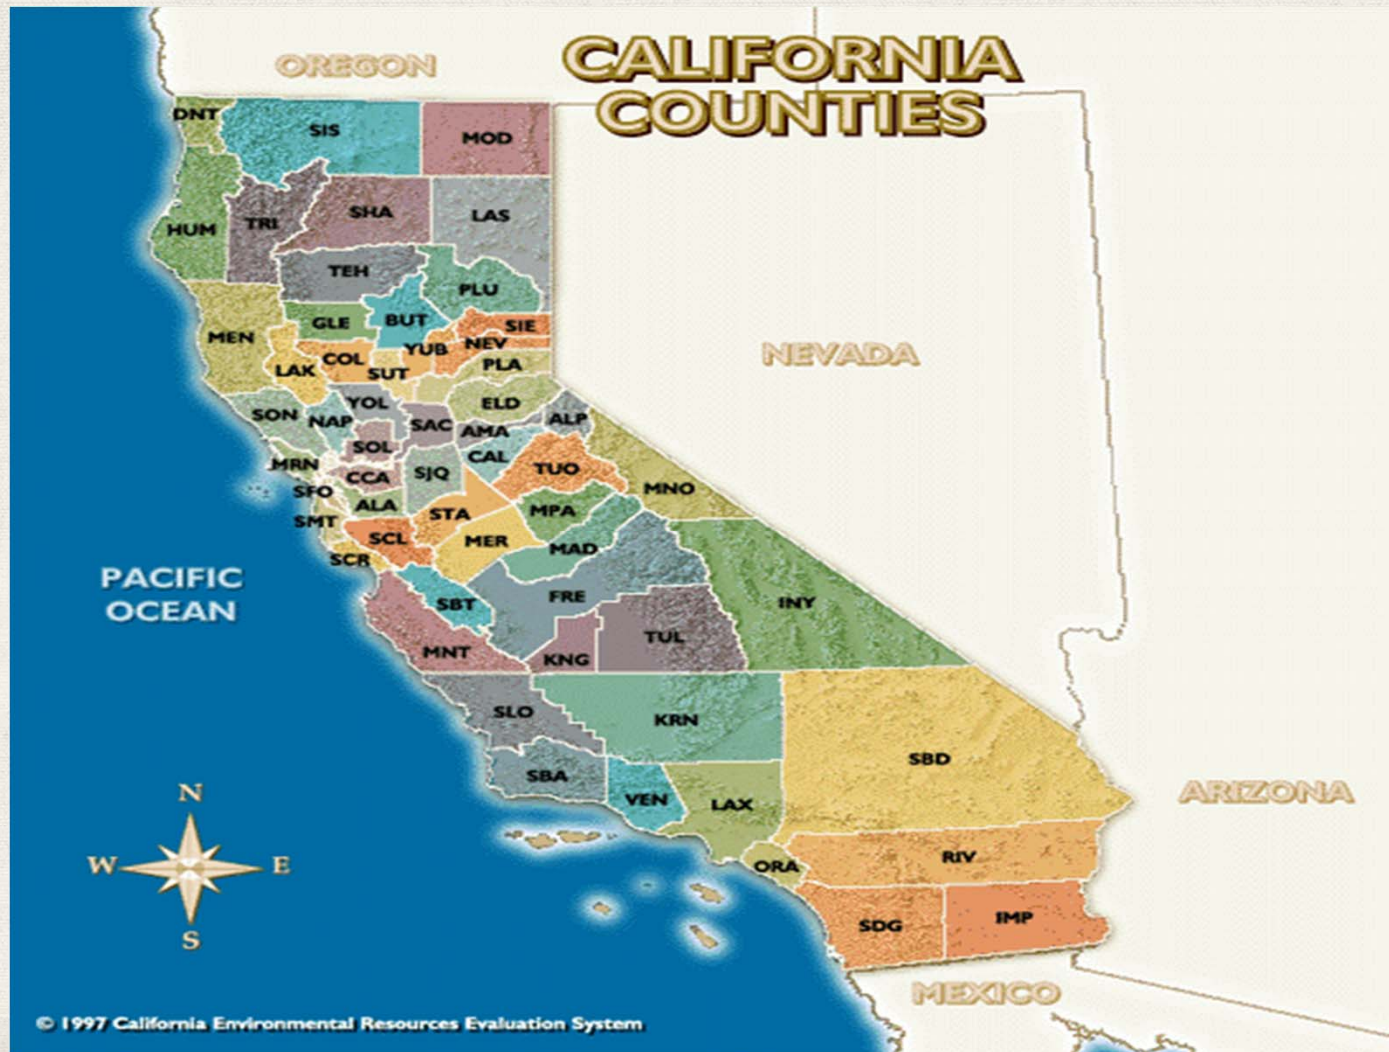 CALIFORNIA
COUNTIES
OREGON
DNT
SIS
MOD
HUM
TRI
SHA
LAS
TEH
PLU
MEN
GLE
BUT
SIE
NEV
YUB
LAK
COL
SUT
PLA
NEVADA
SON
NAP
YOL
SAC
ELD
ALP
AMA
SOL
CAL
MRN
CCA
SJQ
TUO
MNO
SFO
ALA
STA
MPA
SMT
SCL
MER
MAD
SCR
PACIFIC
OCEAN
SBT
FRE
INY
MNT
KNG
TUL
SLO
KRN
SBD
SBA
VEN
LAX
ARIZONA
ORA
RIV
SDG
IMP
N
W
E
S
MEXICO
© 1997 California Environmental Resources Evaluation System